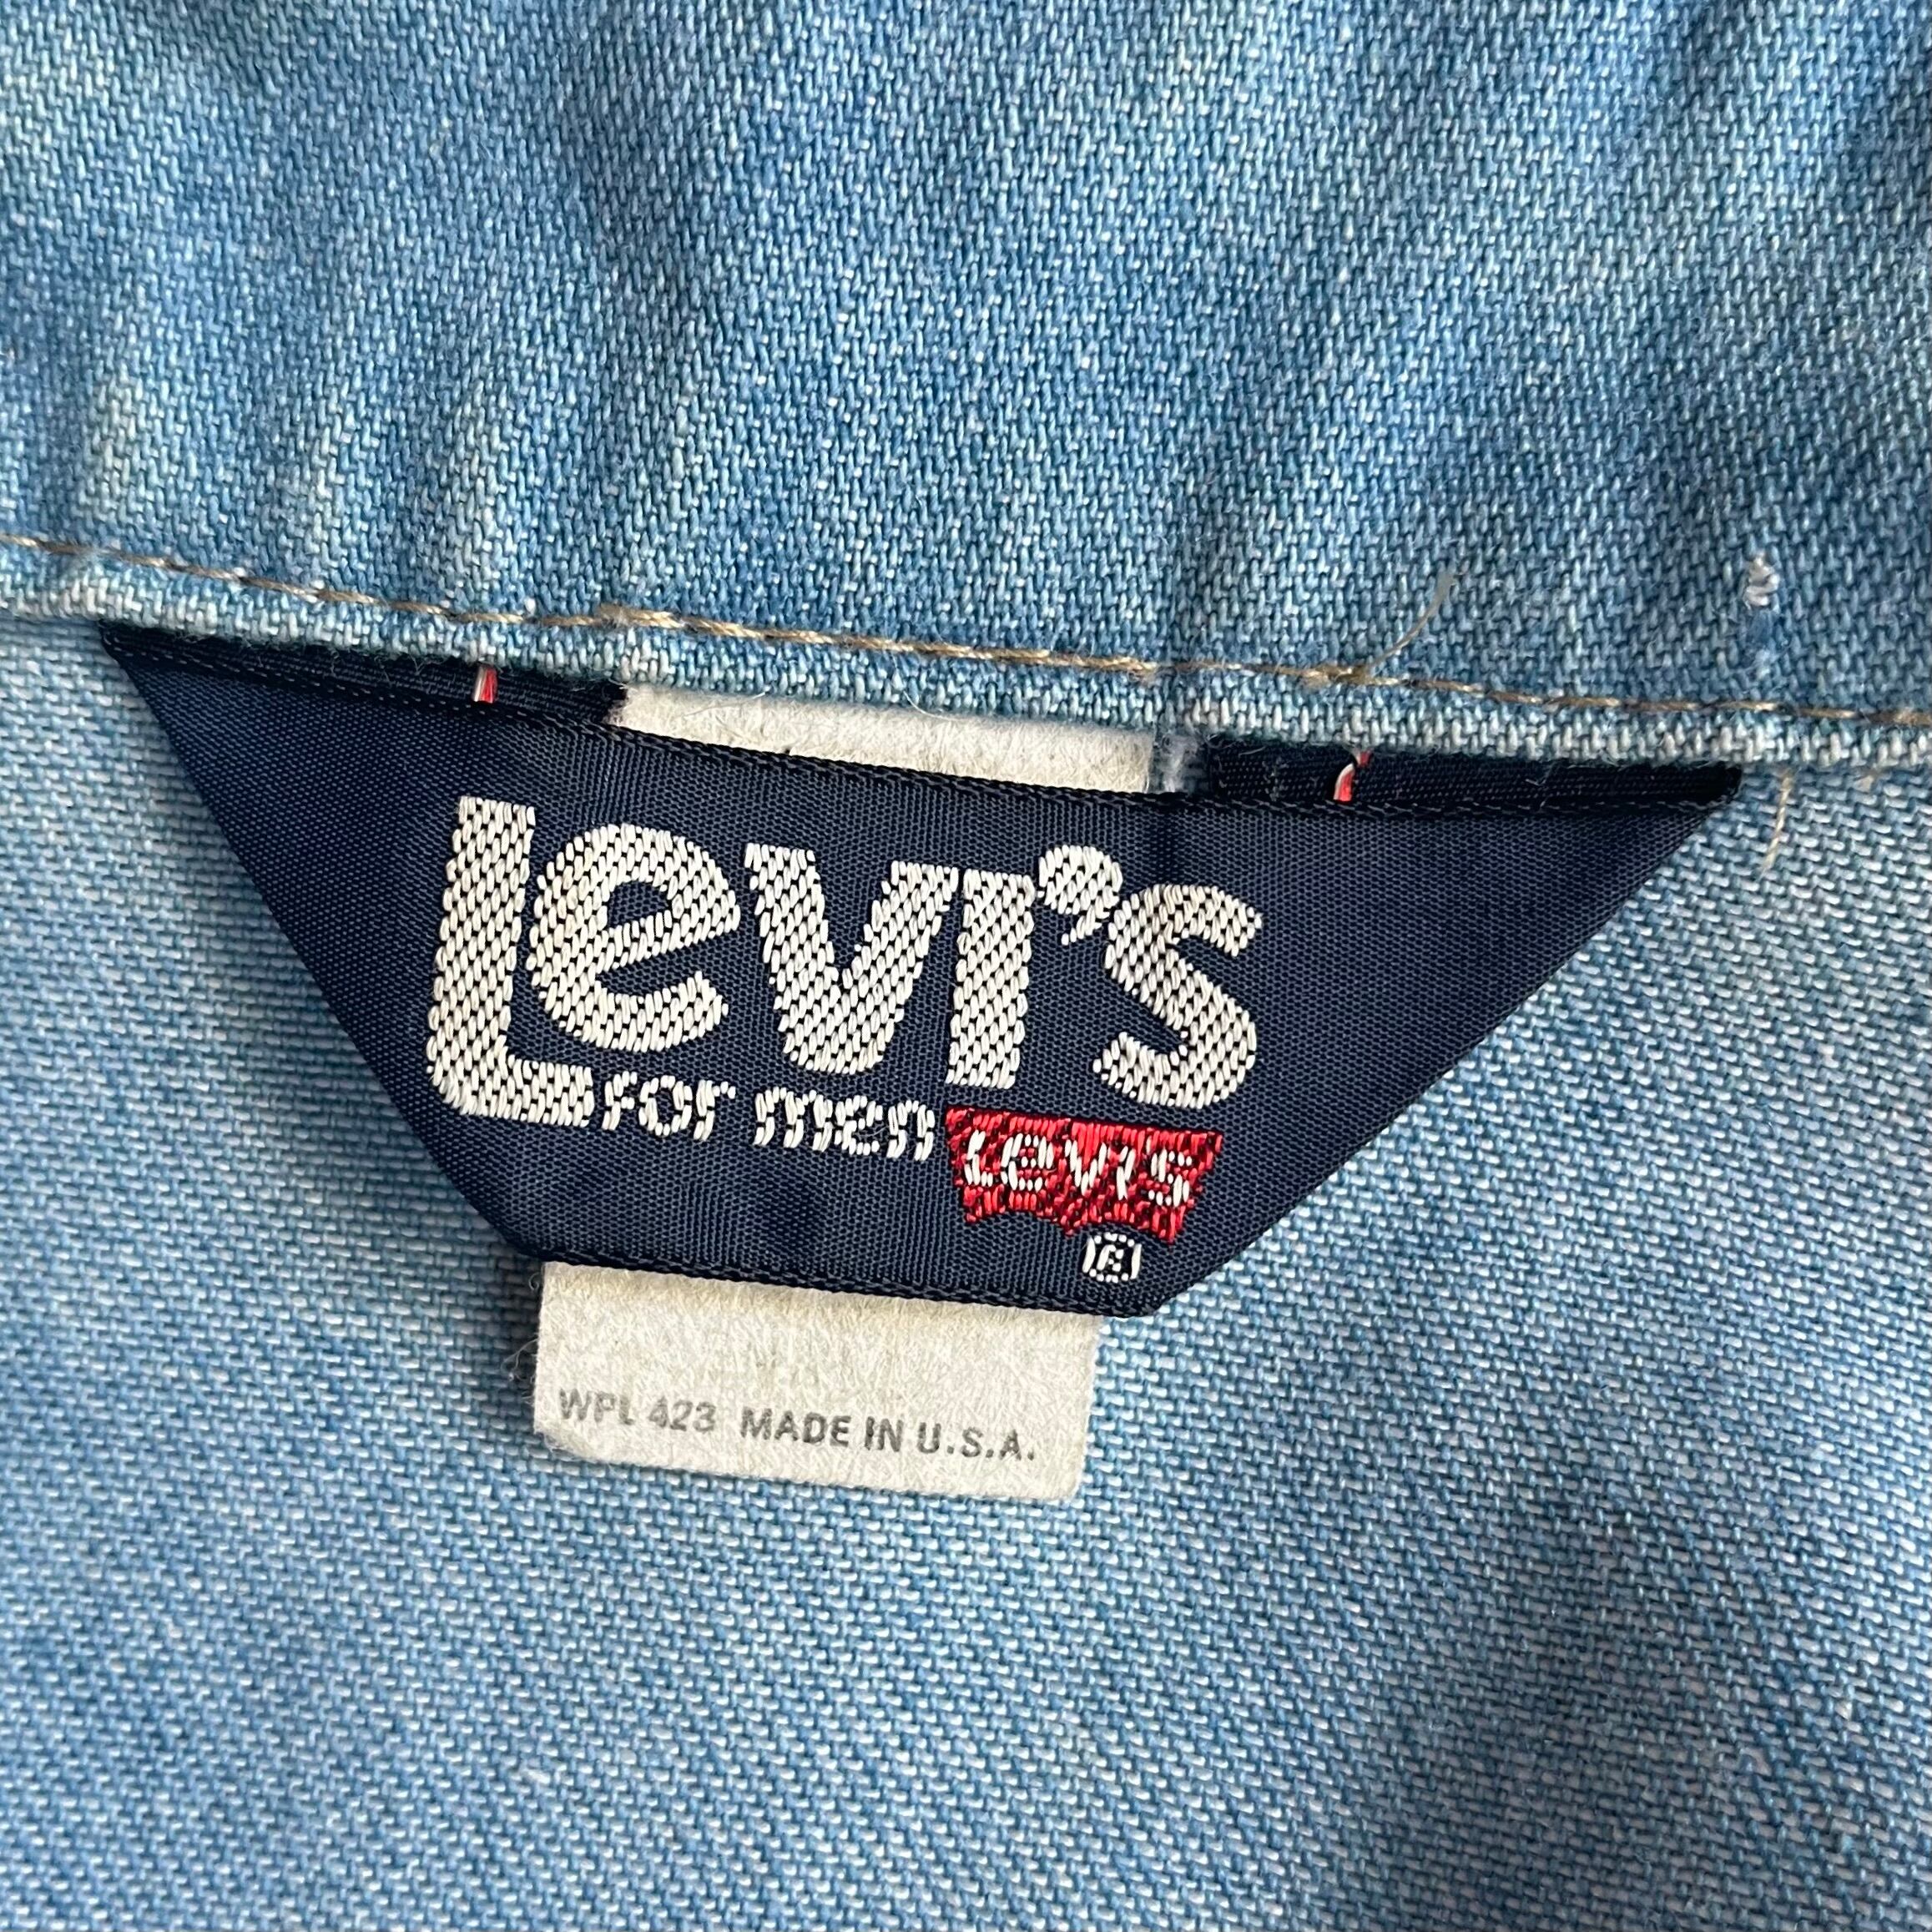 Levi's
For men
Levi's
®
WPL 423 MADE IN U.S.A.